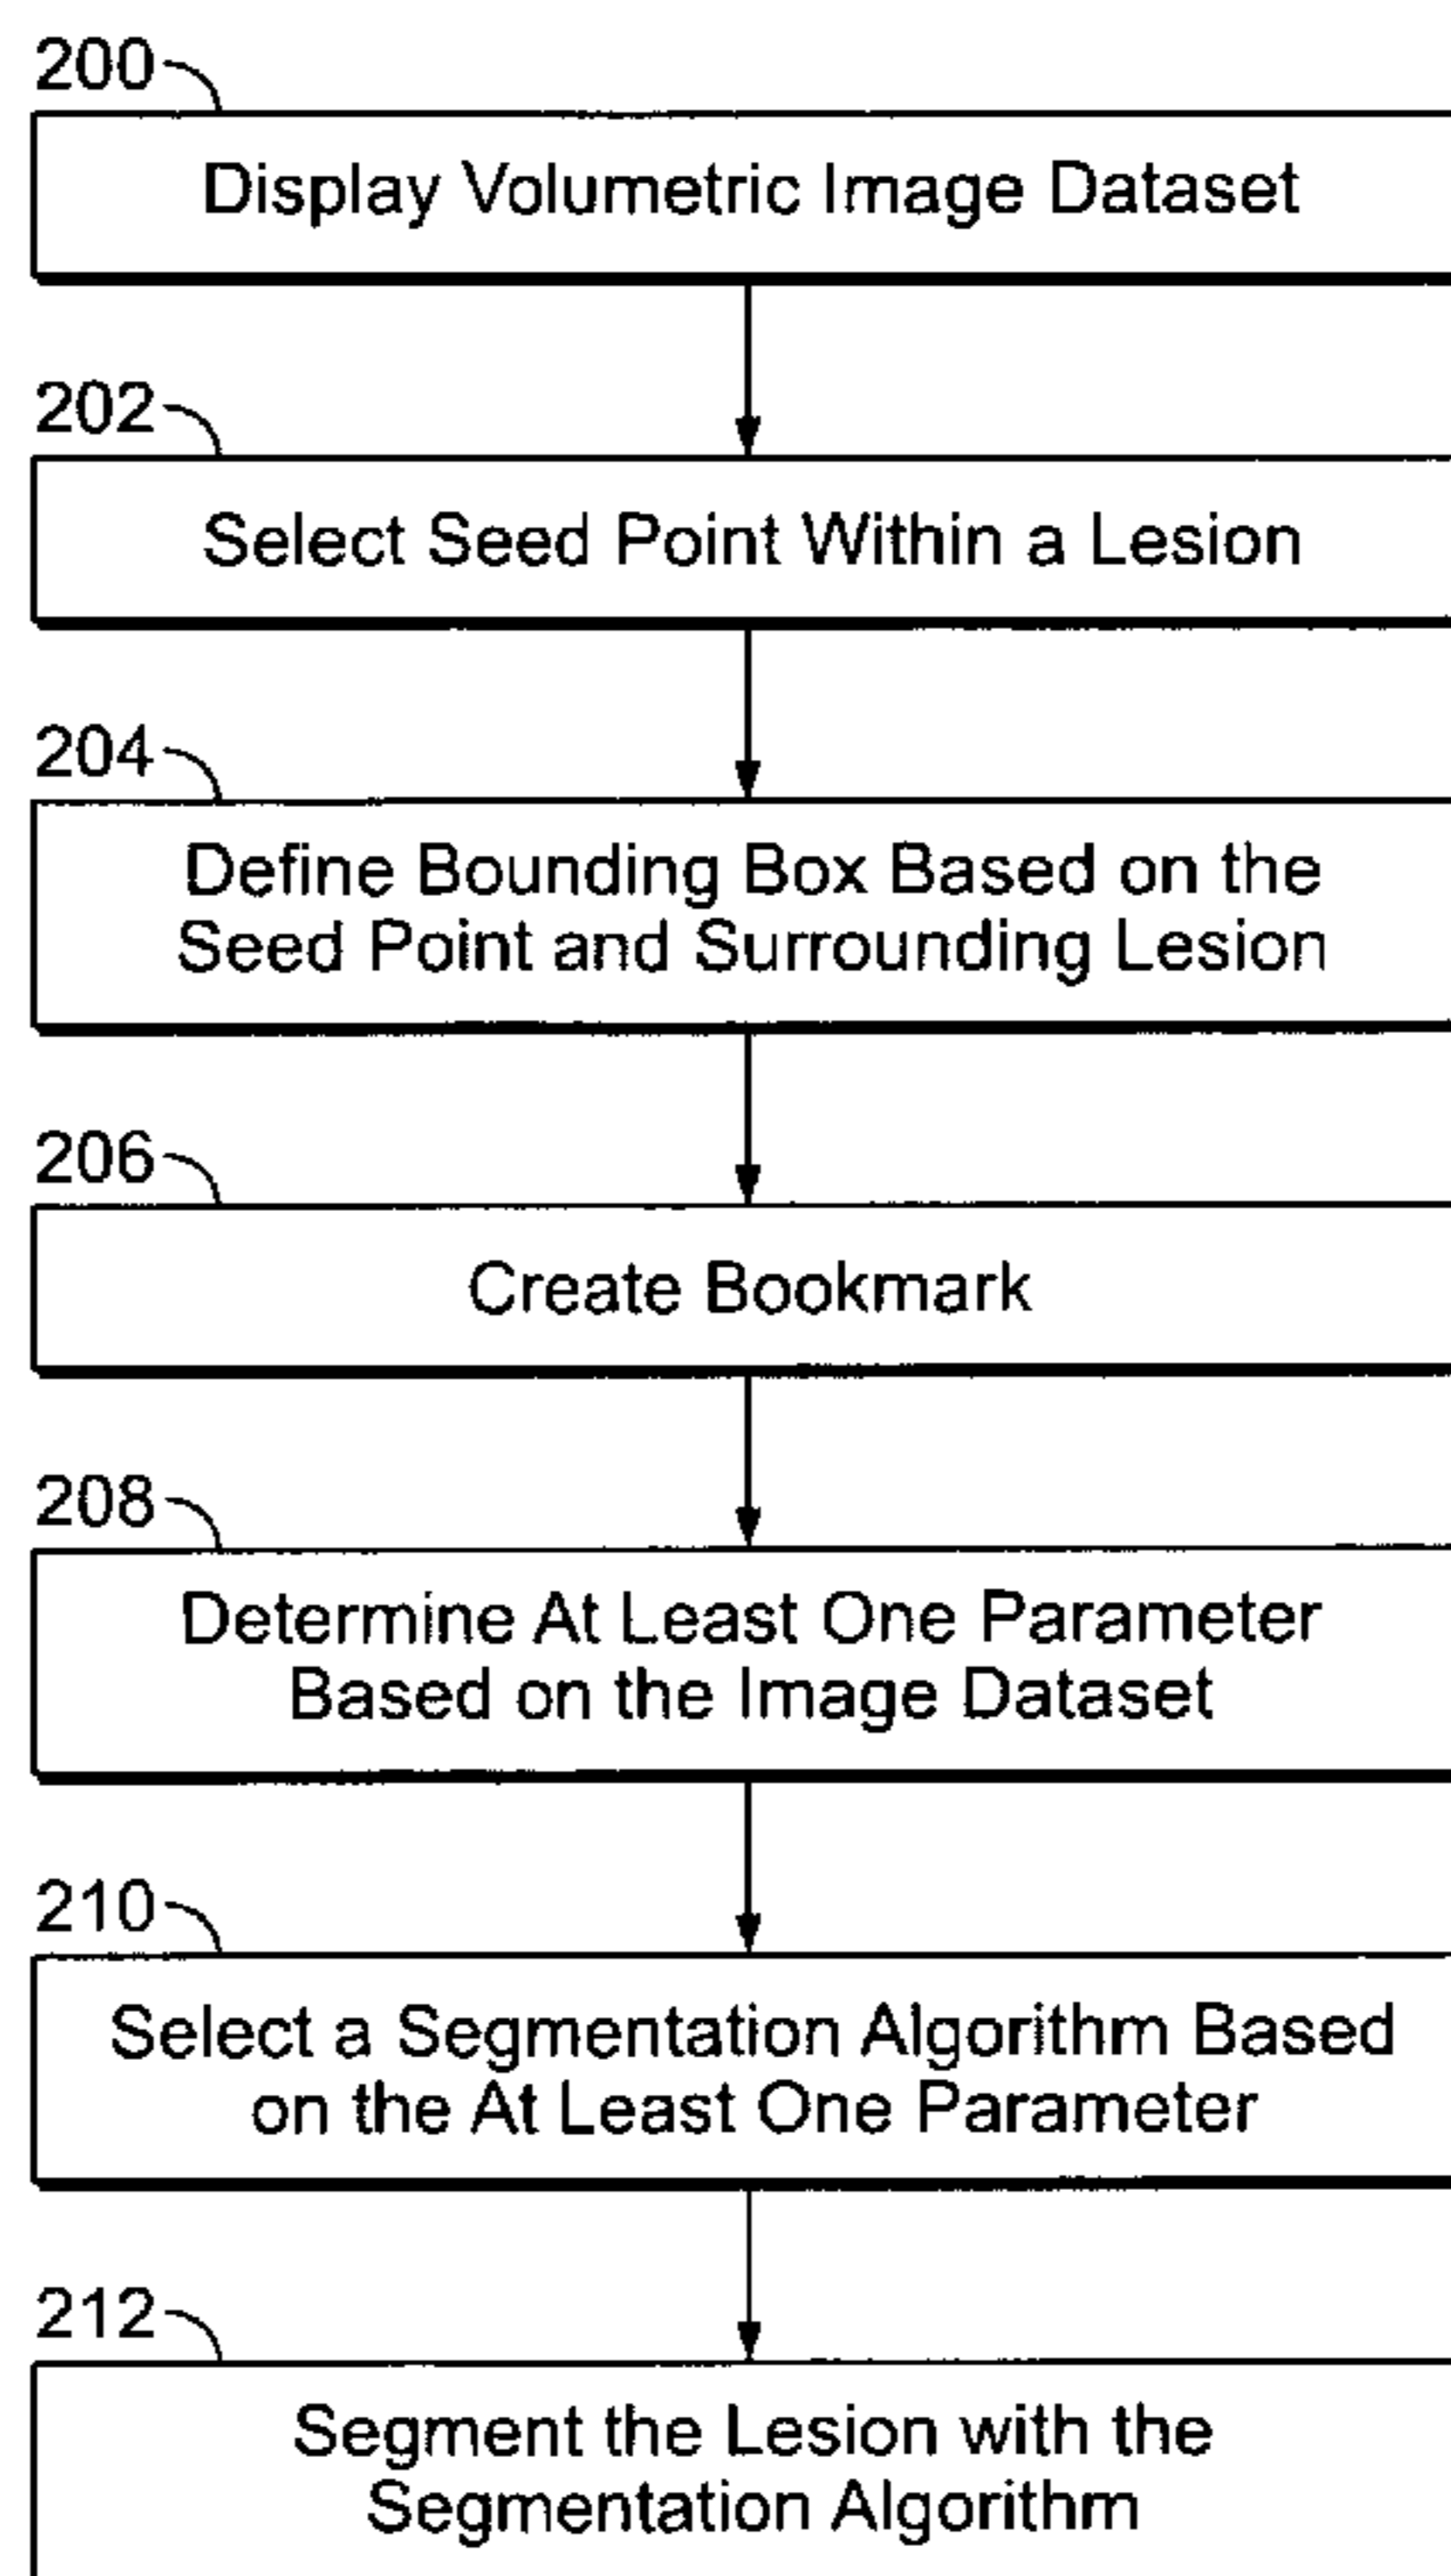 200
Display Volumetric Image Dataset
202
Select Seed Point Within a Lesion
204
Define Bounding Box Based on the
Seed Point and Surrounding Lesion
206
Create Bookmark
208
Determine At Least One Parameter
Based on the Image Dataset
210
Select a Segmentation Algorithm Based
on the At Least One Parameter
212
Segment the Lesion with the
Segmentation Algorithm